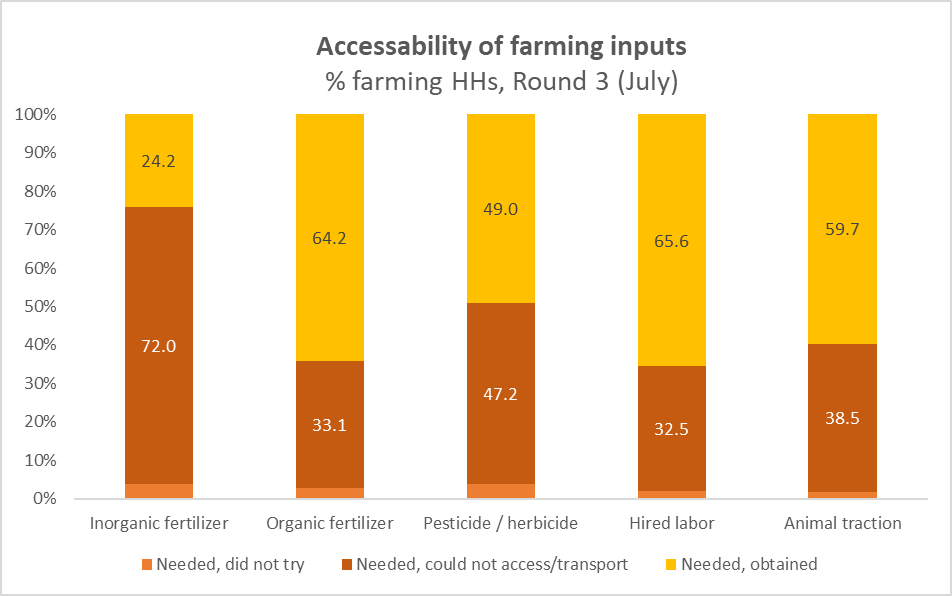 Accessability of farming inputs
% farming HHs, Round 3 (July)
100%
90%
80%
70%
60%
50%
40%
30%
20%
10%
0%
24.2
72.0
64.2
33.1
49.0
47.2
65.6
32.5
59.7
38.5
Inorganic fertilizer
Organic fertilizer
Pesticide / herbicide
Hired labor
Animal traction
Needed, did not try
Needed, could not access/transport
Needed, obtained